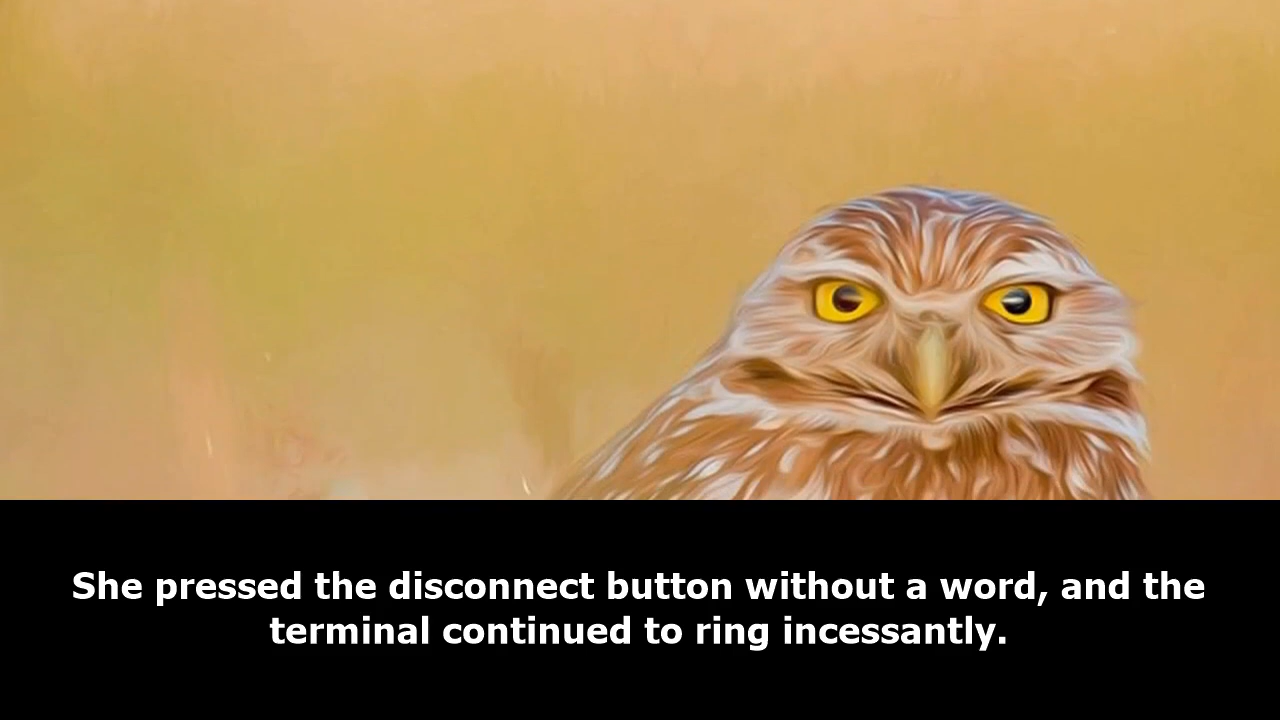 She pressed the disconnect button without a word, and the
terminal continued to ring incessantly.